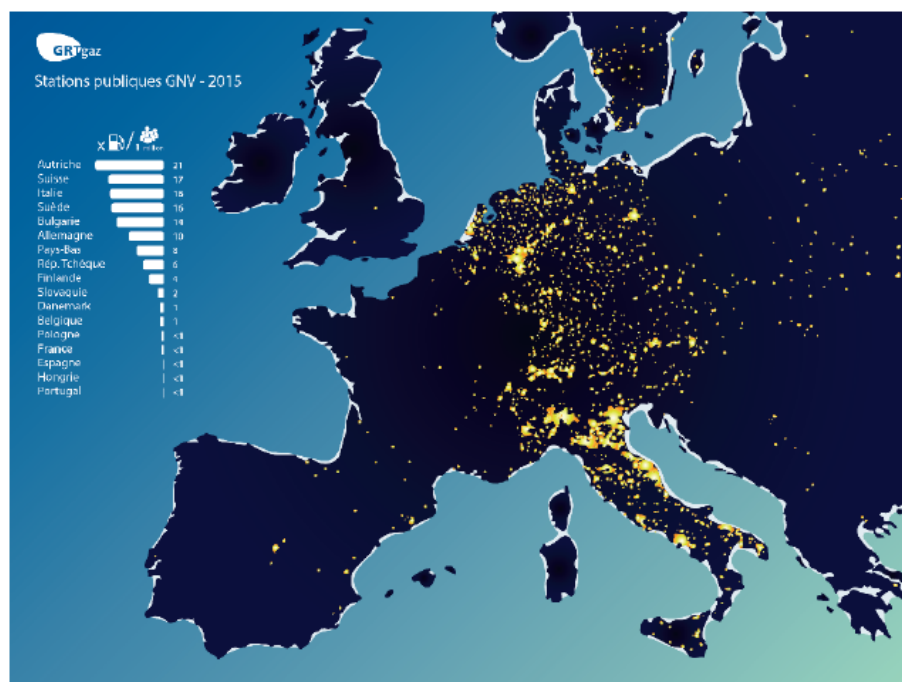 GRTgaz
Stations publiques GNV - 2015
x / 1 million
Autriche 21
Suisse 17
Italie 16
Suède 16
Bulgarie 14
Allemagne 10
Pays-Bas 8
Rép. Tchèque 6
Finlande 4
Slovaquie 2
Danemark 1
Belgique 1
Pologne <1
France <1
Espagne <1
Hongrie <1
Portugal <1